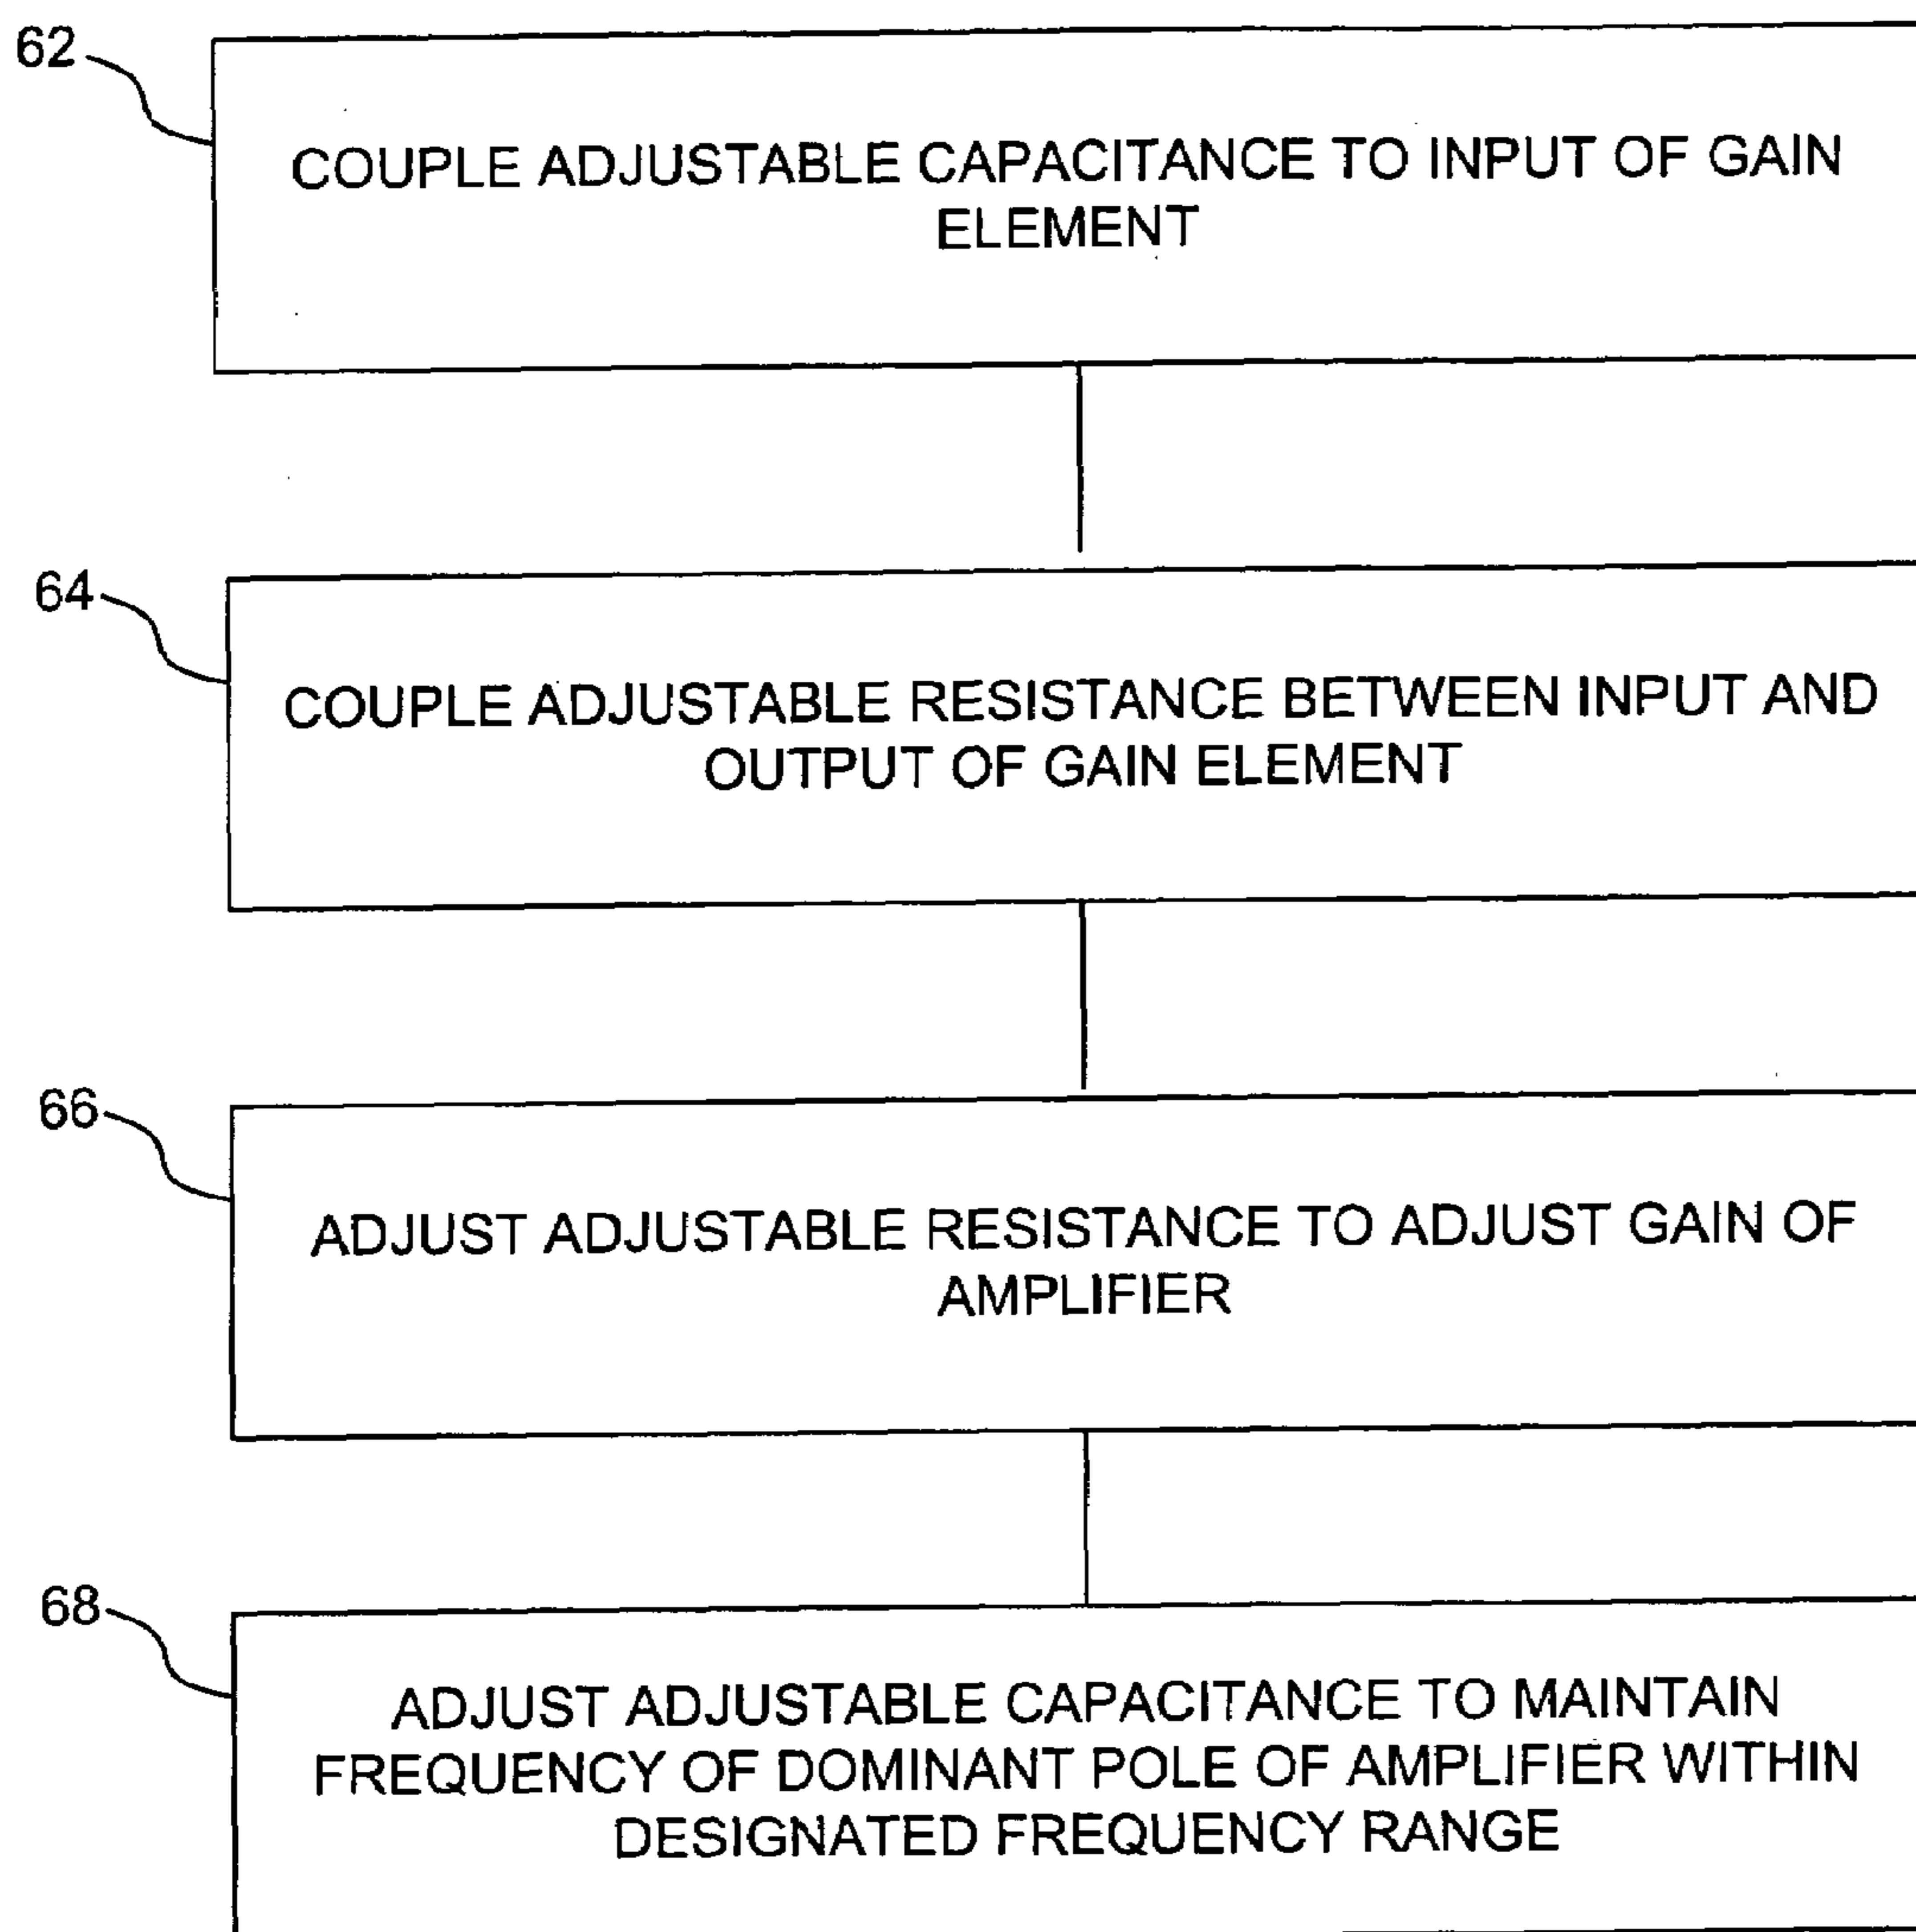 62
COUPLE ADJUSTABLE CAPACITANCE TO INPUT OF GAIN
ELEMENT
64
COUPLE ADJUSTABLE RESISTANCE BETWEEN INPUT AND
OUTPUT OF GAIN ELEMENT
66
ADJUST ADJUSTABLE RESISTANCE TO ADJUST GAIN OF
AMPLIFIER
68
ADJUST ADJUSTABLE CAPACITANCE TO MAINTAIN
FREQUENCY OF DOMINANT POLE OF AMPLIFIER WITHIN
DESIGNATED FREQUENCY RANGE